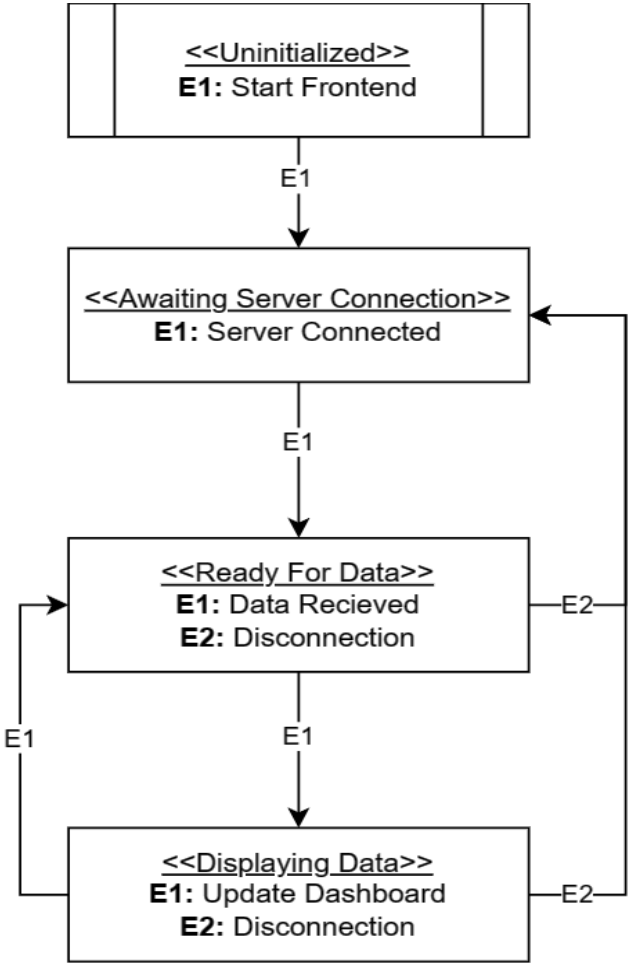 <<Uninitialized>>
E1: Start Frontend
E1
<<Awaiting Server Connection>>
E1: Server Connected
E1
<<Ready For Data>>
E1: Data Recieved
E2: Disconnection
E2
E1
E1
<<Displaying Data>>
E1: Update Dashboard
E2: Disconnection
E2